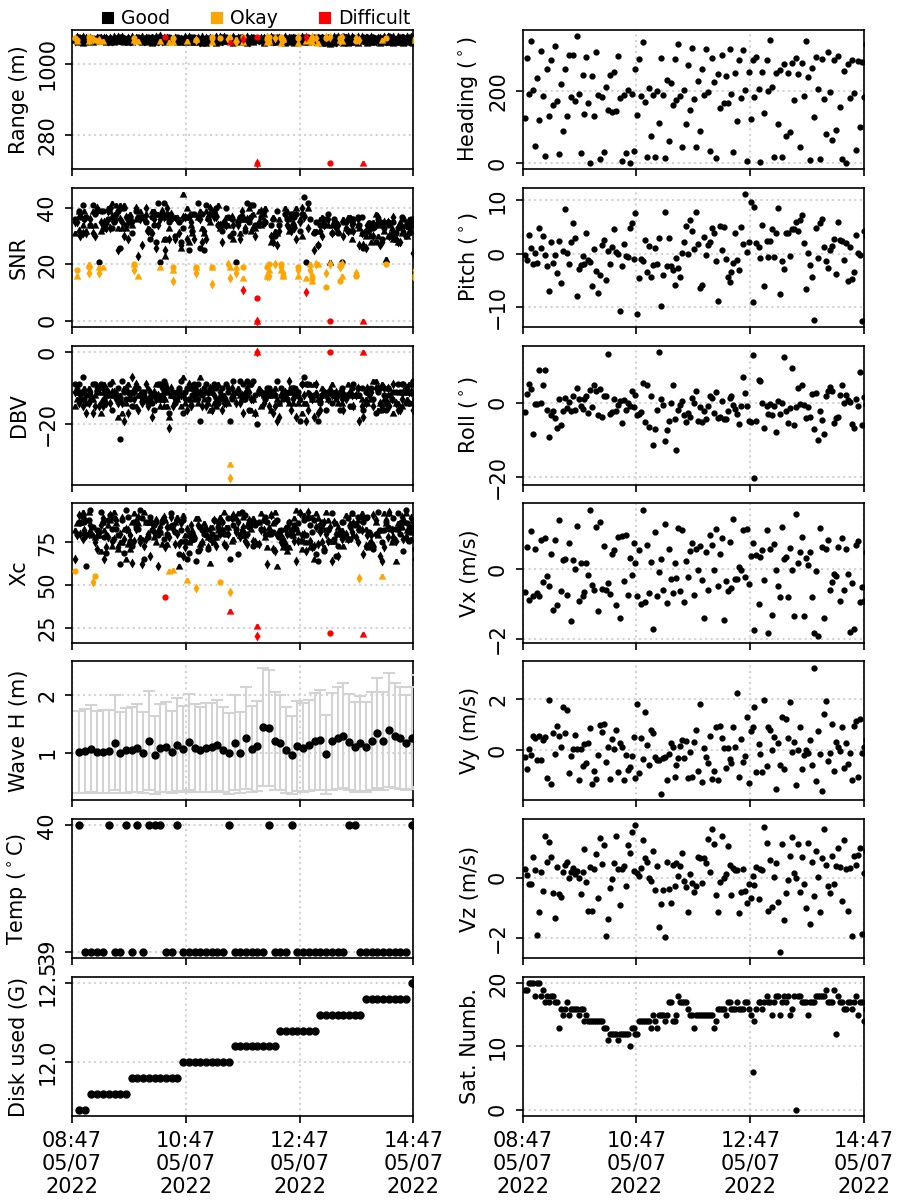 Good Okay Difficult
Range (m)
1000
280
Heading (°)
200
0
SNR
40
20
0
Pitch (°)
10
0
−10
DBV
0
−20
Roll (°)
0
−20
Xc
75
50
25
Vx (m/s)
0
−2
Wave H (m)
2
1
Vy (m/s)
2
0
Temp (°C)
40
39
Vz (m/s)
0
−2
Disk used (G)
12.5
12.0
Sat. Numb.
20
10
0
08:47 10:47 12:47 14:47
05/07 05/07 05/07 05/07
2022 2022 2022 2022
08:47 10:47 12:47 14:47
05/07 05/07 05/07 05/07
2022 2022 2022 2022